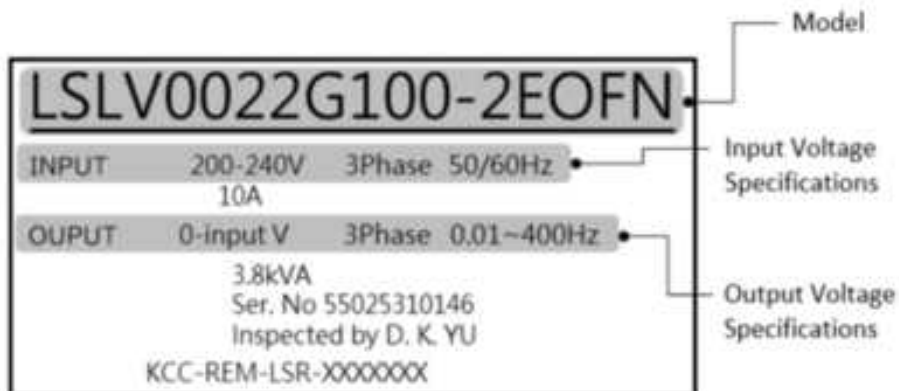 Model
LSLV0022G100-2EOFN
INPUT 200-240V 3Phase 50/60Hz
10A
Input Voltage
Specifications
OUPUT 0-input V 3Phase 0.01~400Hz
3.8kVA
Ser. No 55025310146
Inspected by D. K. YU
KCC-REM-LSR-XXXXXXX
Output Voltage
Specifications